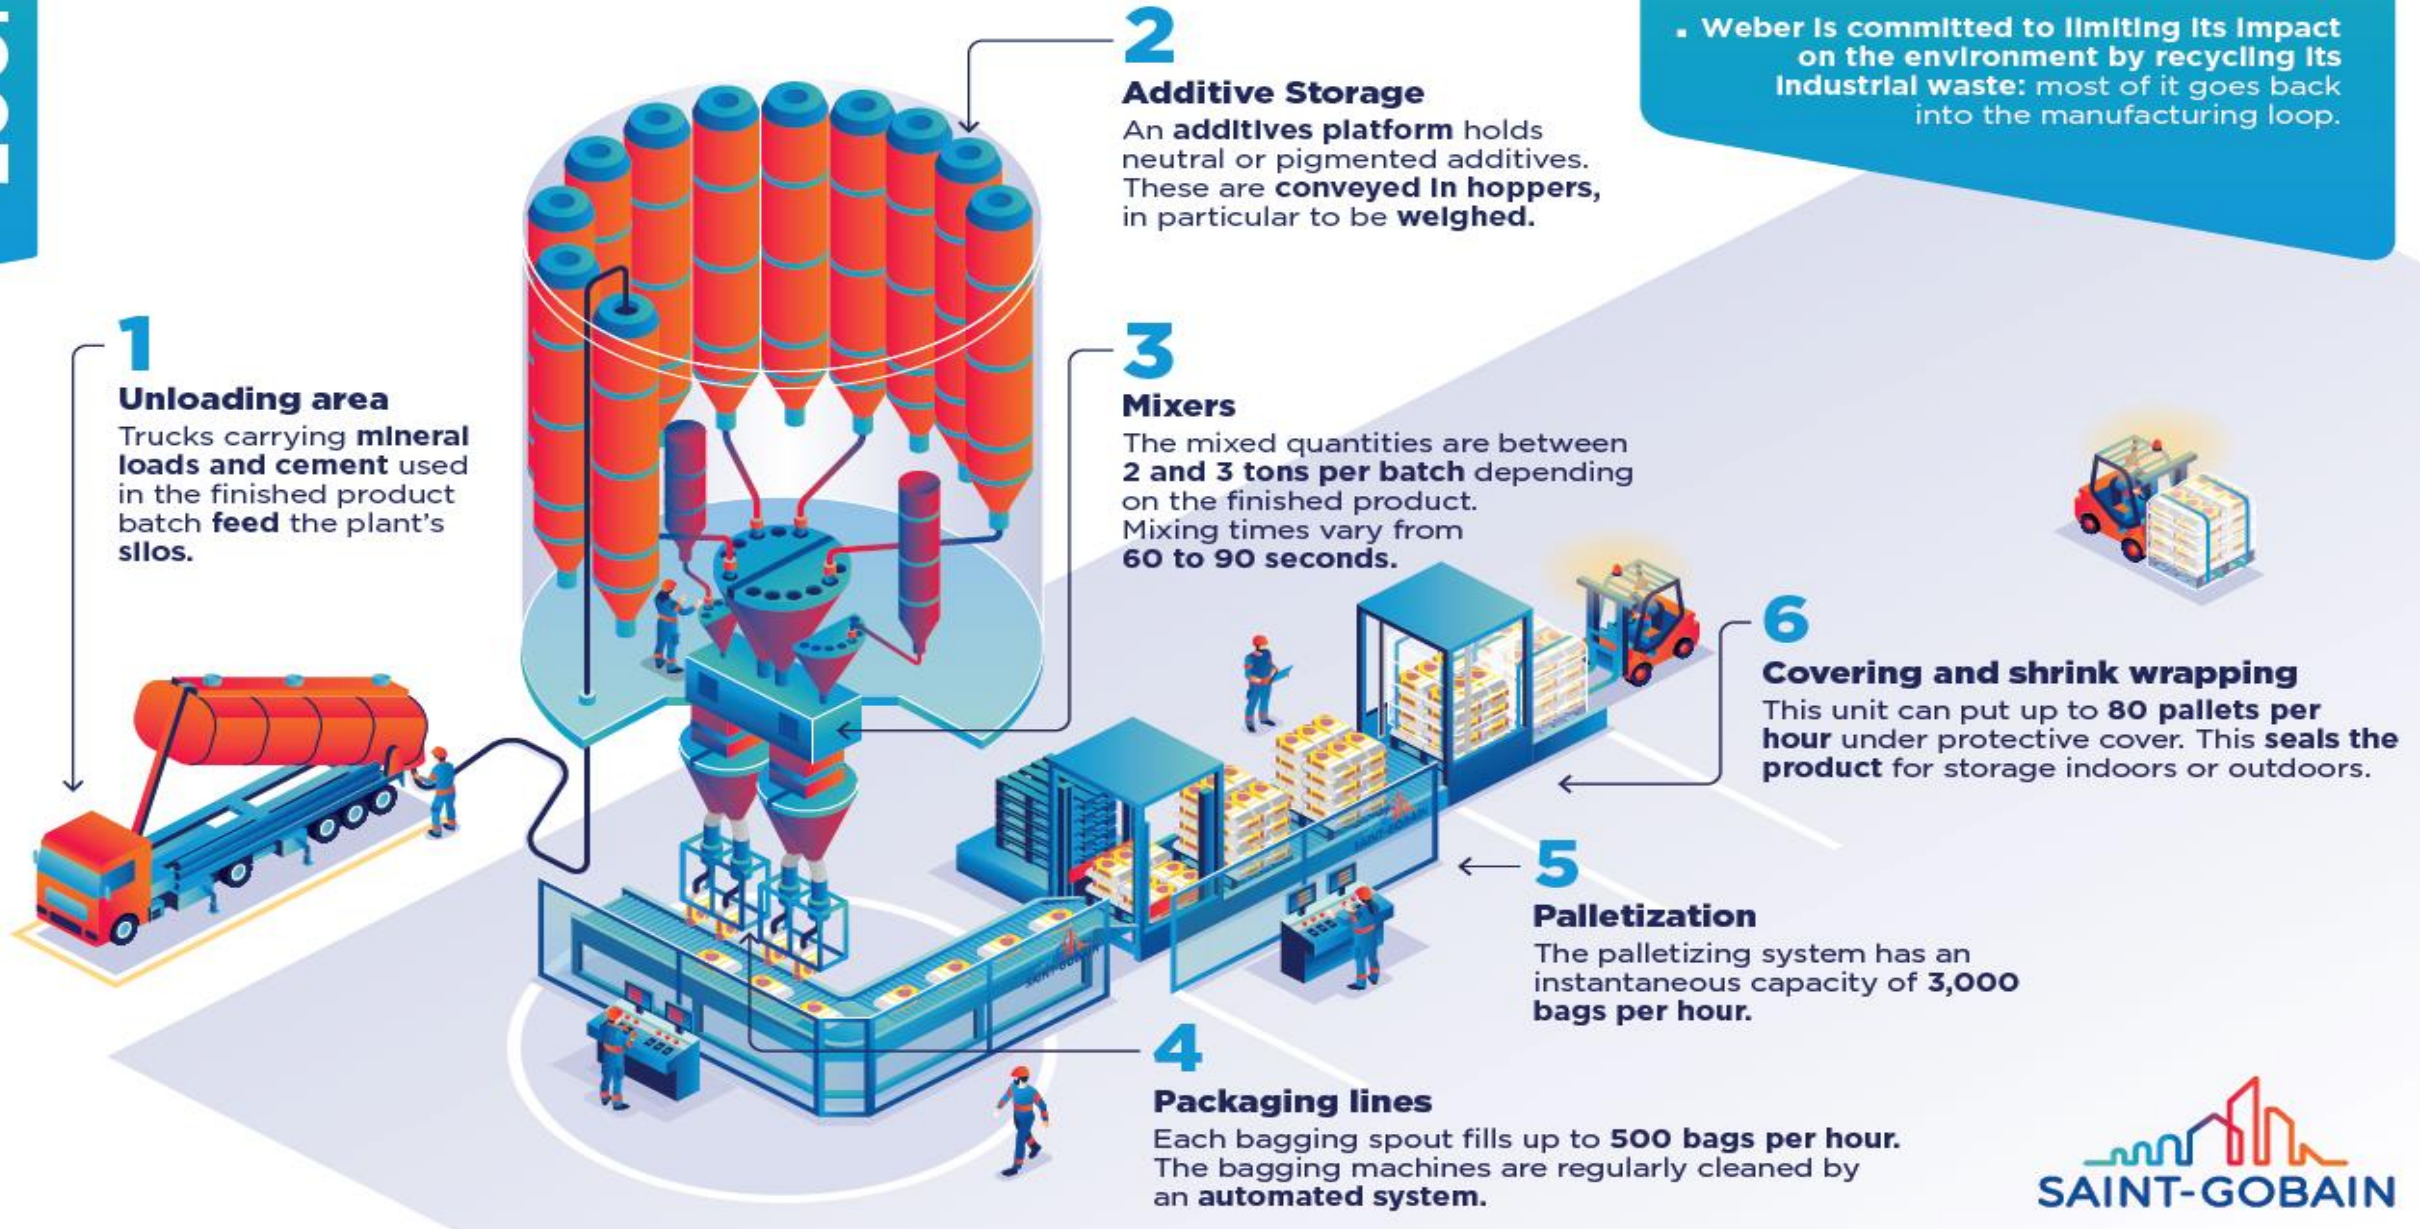 Weber is committed to limiting its impact
on the environment by recycling its
industrial waste: most of it goes back
into the manufacturing loop.
1
Unloading area
Trucks carrying mineral
loads and cement used
in the finished product
batch feed the plant's
silos.
2
Additive Storage
An additives platform holds
neutral or pigmented additives.
These are conveyed in hoppers,
in particular to be weighed.
3
Mixers
The mixed quantities are between
2 and 3 tons per batch depending
on the finished product.
Mixing times vary from
60 to 90 seconds.
6
Covering and shrink wrapping
This unit can put up to 80 pallets per
hour under protective cover. This seals the
product for storage indoors or outdoors.
5
Palletization
The palletizing system has an
instantaneous capacity of 3,000
bags per hour.
4
Packaging lines
Each bagging spout fills up to 500 bags per hour.
The bagging machines are regularly cleaned by
an automated system.
SAINT-GOBAIN
SAINT-GOBAIN
SAINT-GOBAIN